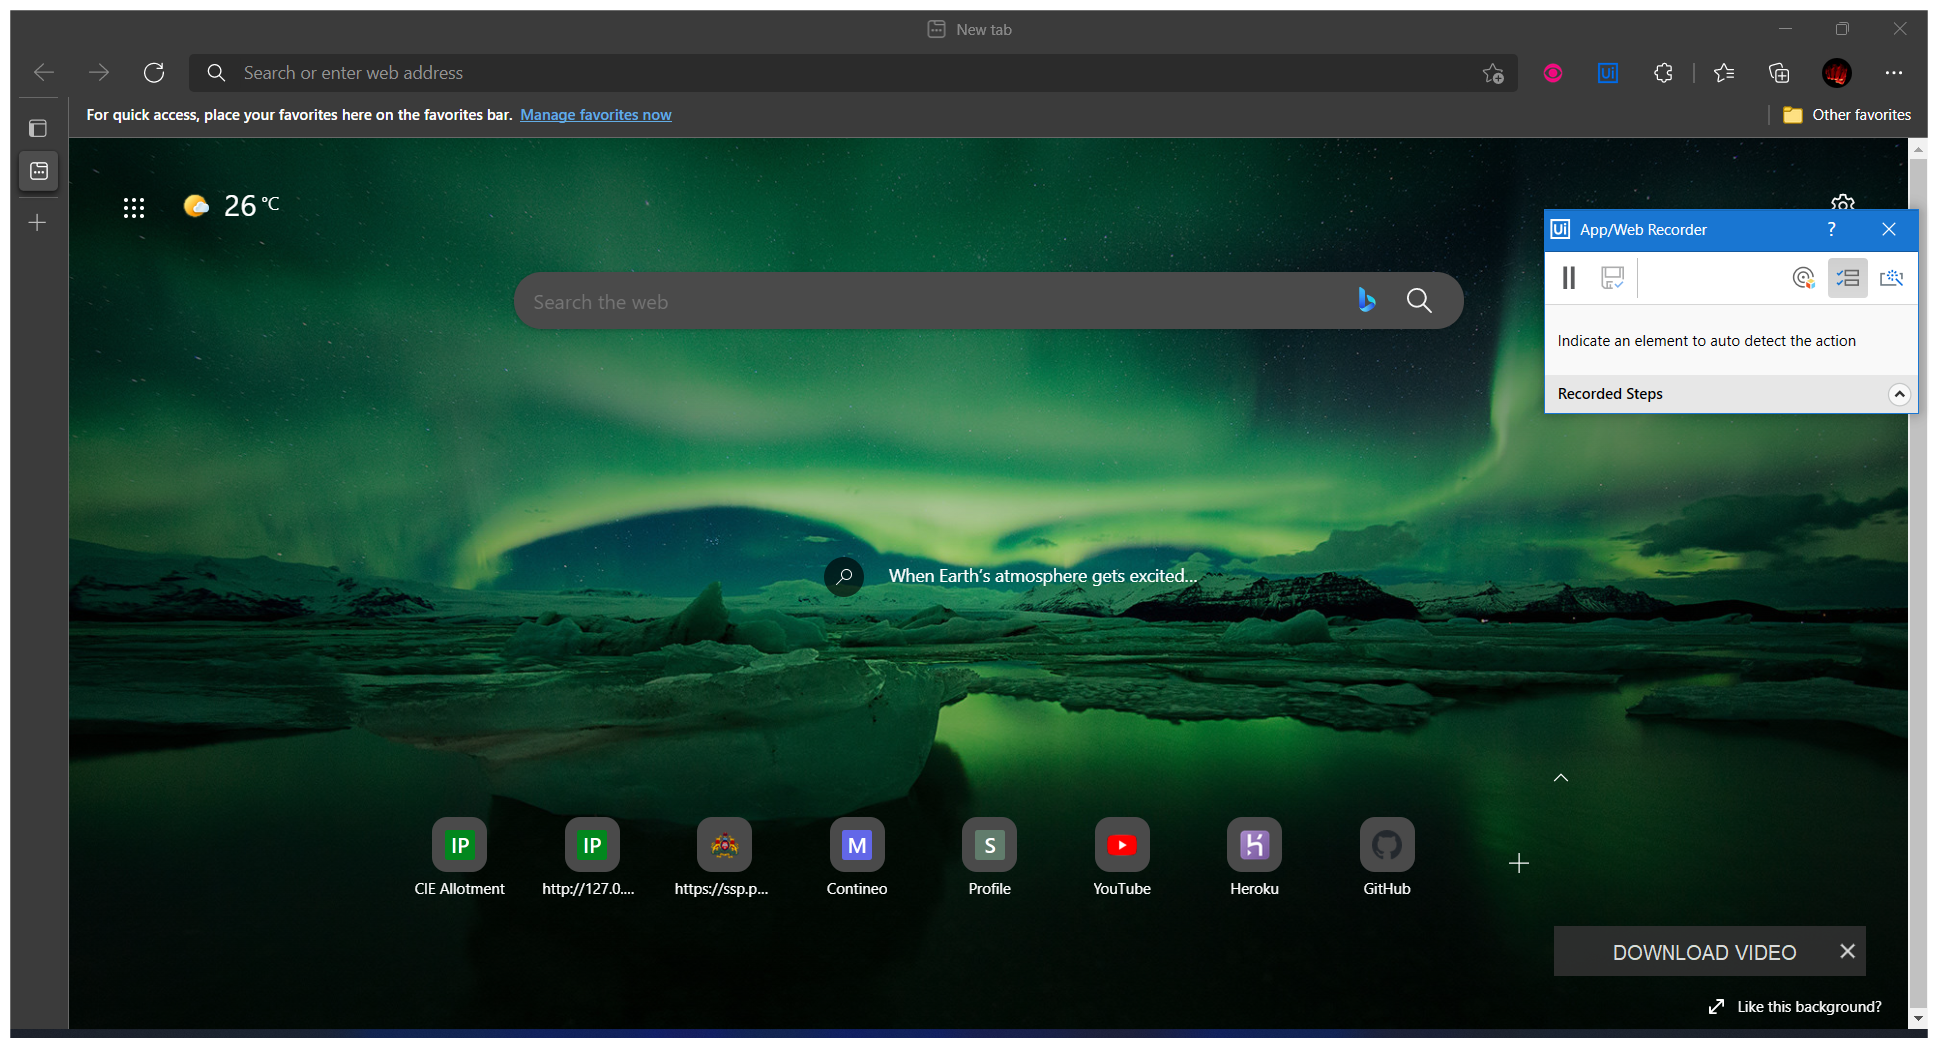 New tab
Search or enter web address
For quick access, place your favorites here on the favorites bar. Manage favorites now
Other favorites
26 °C
Ui App/Web Recorder ?
Search the web
Indicate an element to auto detect the action
Recorded Steps
When Earth's atmosphere gets excited...
IP
IP
M
S
CIE Allotment
http://127.0....
https://ssp.p...
Contineo
Profile
YouTube
Heroku
GitHub
DOWNLOAD VIDEO
Like this background?